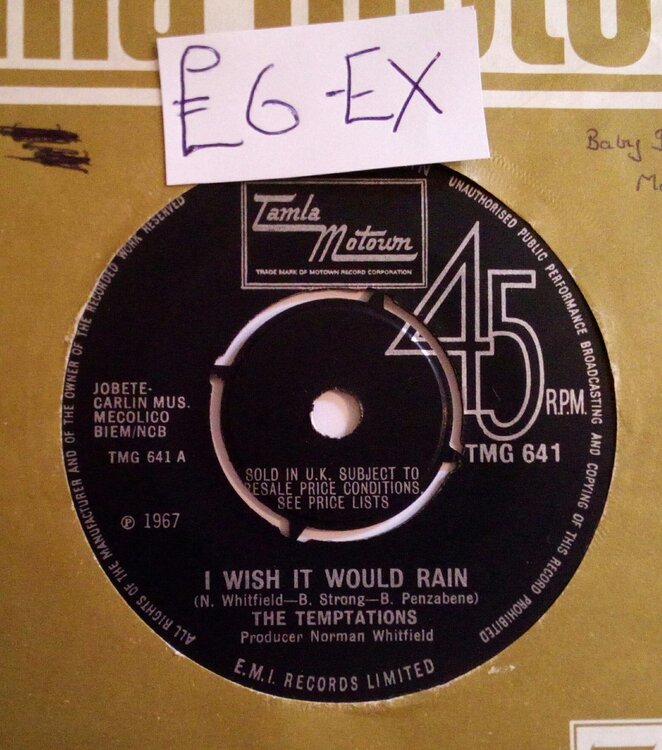 £6 -EX
Baby
Tamla
Motown
TRADE MARK OF MOTOWN RECORD CORPORATION
45
R.P.M.
TMG 641
JOBETE-
CARLIN MUS.
MECOLICO
BIEM/NCB
TMG 641 A
℗ 1967
SOLD IN U.K. SUBJECT TO
RESALE PRICE CONDITIONS,
SEE PRICE LISTS
I WISH IT WOULD RAIN
(N. Whitfield—B. Strong—B. Penzabene)
THE TEMPTATIONS
Producer Norman Whitfield
E.M.I. RECORDS LIMITED
ALL RIGHTS OF THE MANUFACTURER AND OF THE OWNER OF THE RECORDED WORK RESERVED
UNAUTHORISED PUBLIC PERFORMANCE BROADCASTING AND COPYING OF THIS RECORD PROHIBITED